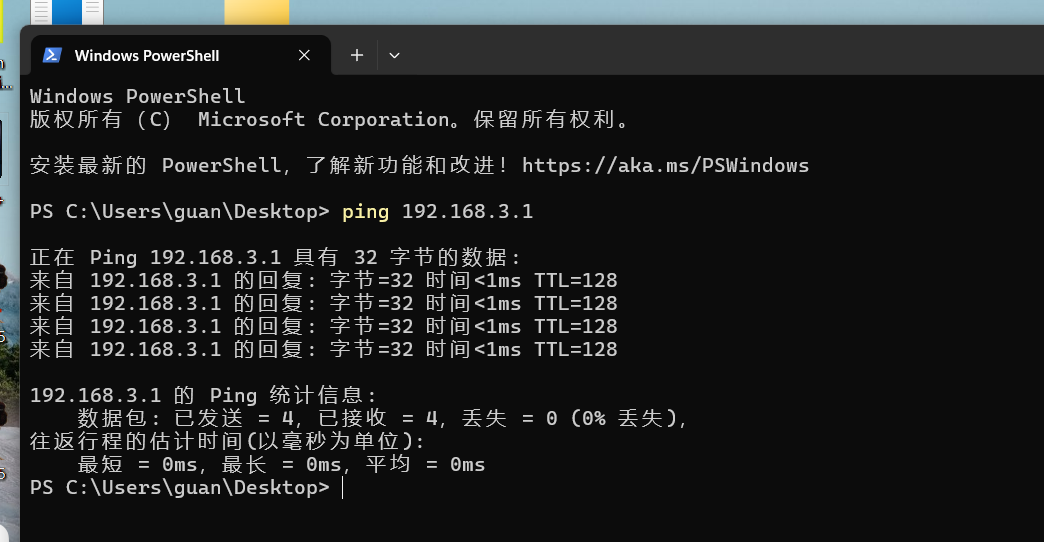 Windows PowerShell
Windows PowerShell
版权所有（C） Microsoft Corporation。保留所有权利。
安装最新的 PowerShell，了解新功能和改进！https://aka.ms/PSWindows
PS C:\Users\guan\Desktop> ping 192.168.3.1
正在 Ping 192.168.3.1 具有 32 字节的数据:
来自 192.168.3.1 的回复: 字节=32 时间<1ms TTL=128
来自 192.168.3.1 的回复: 字节=32 时间<1ms TTL=128
来自 192.168.3.1 的回复: 字节=32 时间<1ms TTL=128
来自 192.168.3.1 的回复: 字节=32 时间<1ms TTL=128
192.168.3.1 的 Ping 统计信息:
数据包: 已发送 = 4，已接收 = 4，丢失 = 0 (0% 丢失)，
往返行程的估计时间(以毫秒为单位):
最短 = 0ms，最长 = 0ms，平均 = 0ms
PS C:\Users\guan\Desktop>